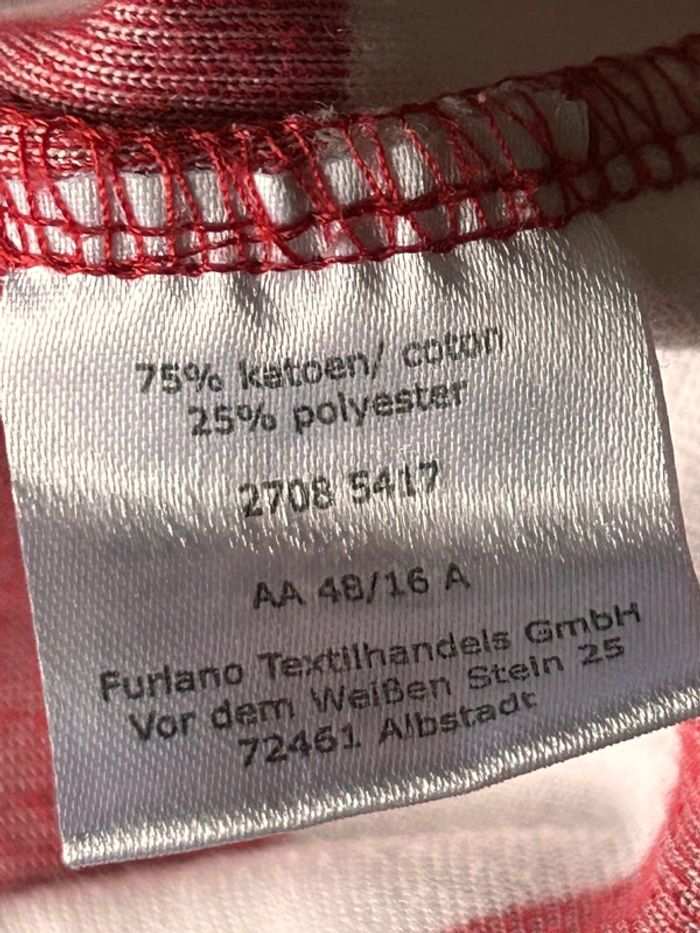 75% katoen/ coton
25% polyester
2708 5417
AA 48/16 A
Furlano Textilhandels GmbH
Vor dem Weißen Stein 25
72461 Albstadt